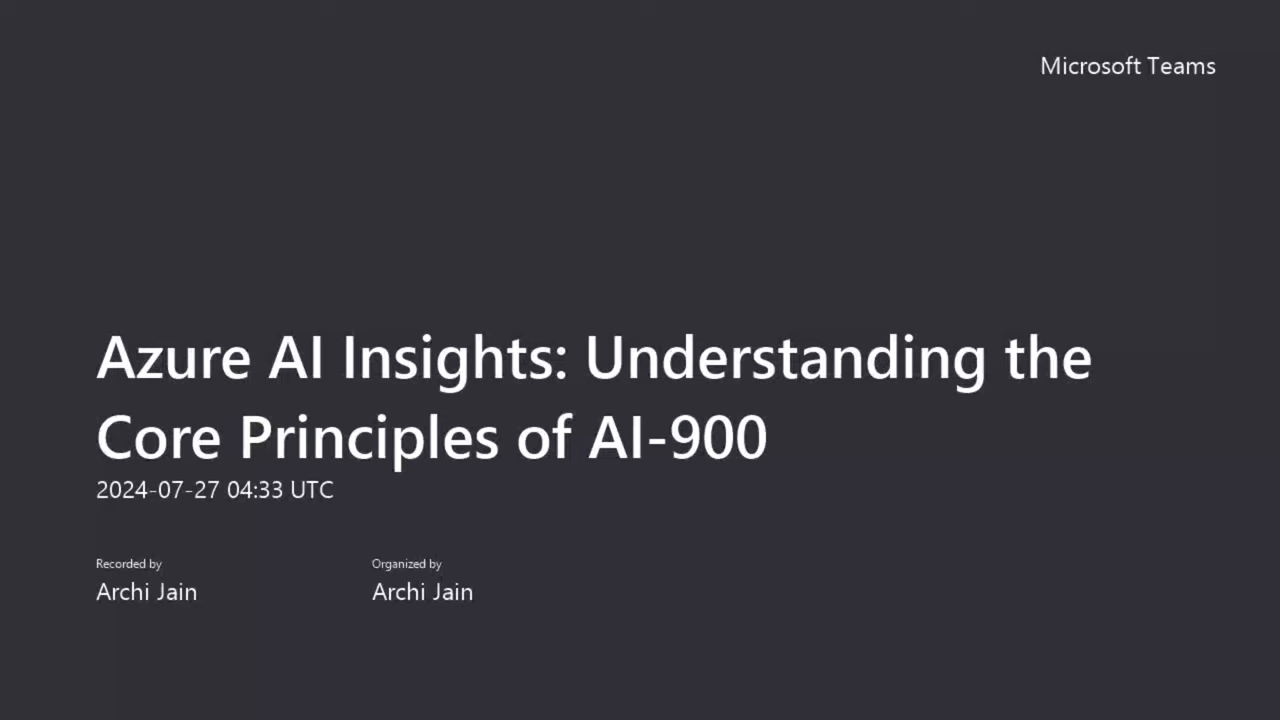 Microsoft Teams
Azure AI Insights: Understanding the
Core Principles of AI-900
2024-07-27 04:33 UTC
Recorded by
Archi Jain
Organized by
Archi Jain